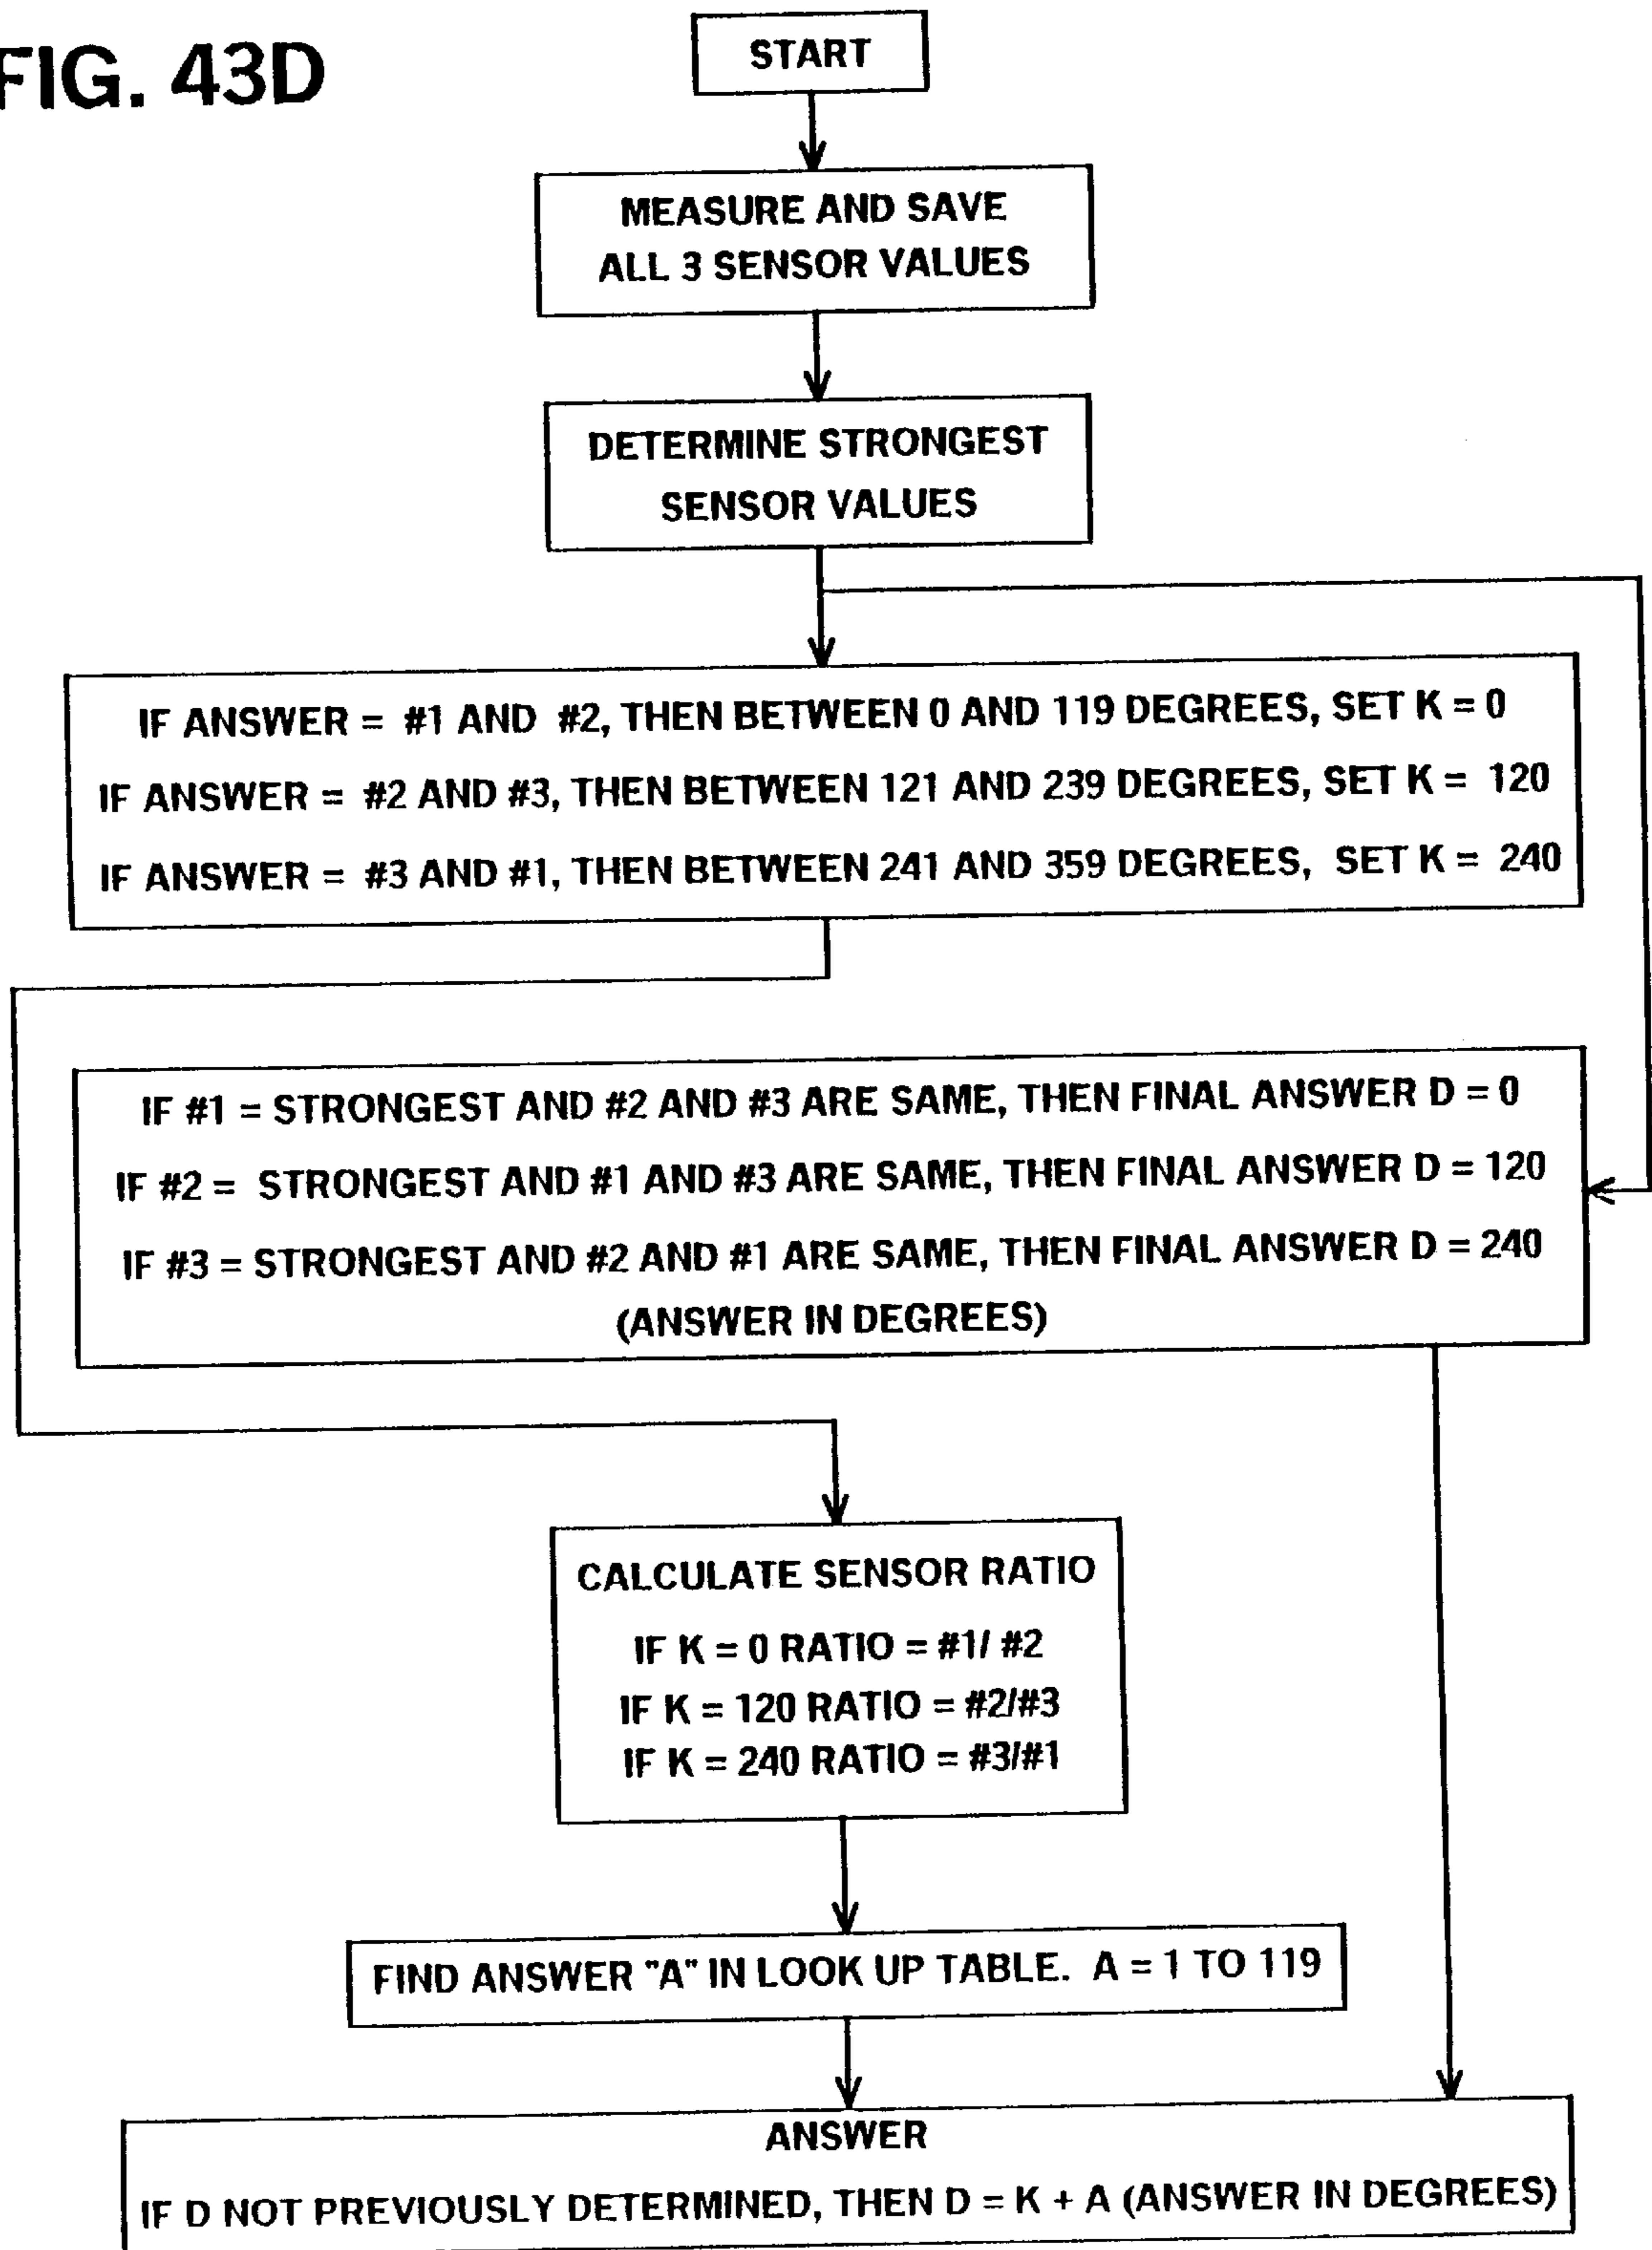 FIG. 43D
START
MEASURE AND SAVE
ALL 3 SENSOR VALUES
DETERMINE STRONGEST
SENSOR VALUES
IF ANSWER = #1 AND #2, THEN BETWEEN 0 AND 119 DEGREES, SET K = 0
IF ANSWER = #2 AND #3, THEN BETWEEN 121 AND 239 DEGREES, SET K = 120
IF ANSWER = #3 AND #1, THEN BETWEEN 241 AND 359 DEGREES, SET K = 240
IF #1 = STRONGEST AND #2 AND #3 ARE SAME, THEN FINAL ANSWER D = 0
IF #2 = STRONGEST AND #1 AND #3 ARE SAME, THEN FINAL ANSWER D = 120
IF #3 = STRONGEST AND #2 AND #1 ARE SAME, THEN FINAL ANSWER D = 240
(ANSWER IN DEGREES)
CALCULATE SENSOR RATIO
IF K = 0 RATIO = #1/ #2
IF K = 120 RATIO = #2/#3
IF K = 240 RATIO = #3/#1
FIND ANSWER "A" IN LOOK UP TABLE. A = 1 TO 119
ANSWER
IF D NOT PREVIOUSLY DETERMINED, THEN D = K + A (ANSWER IN DEGREES)